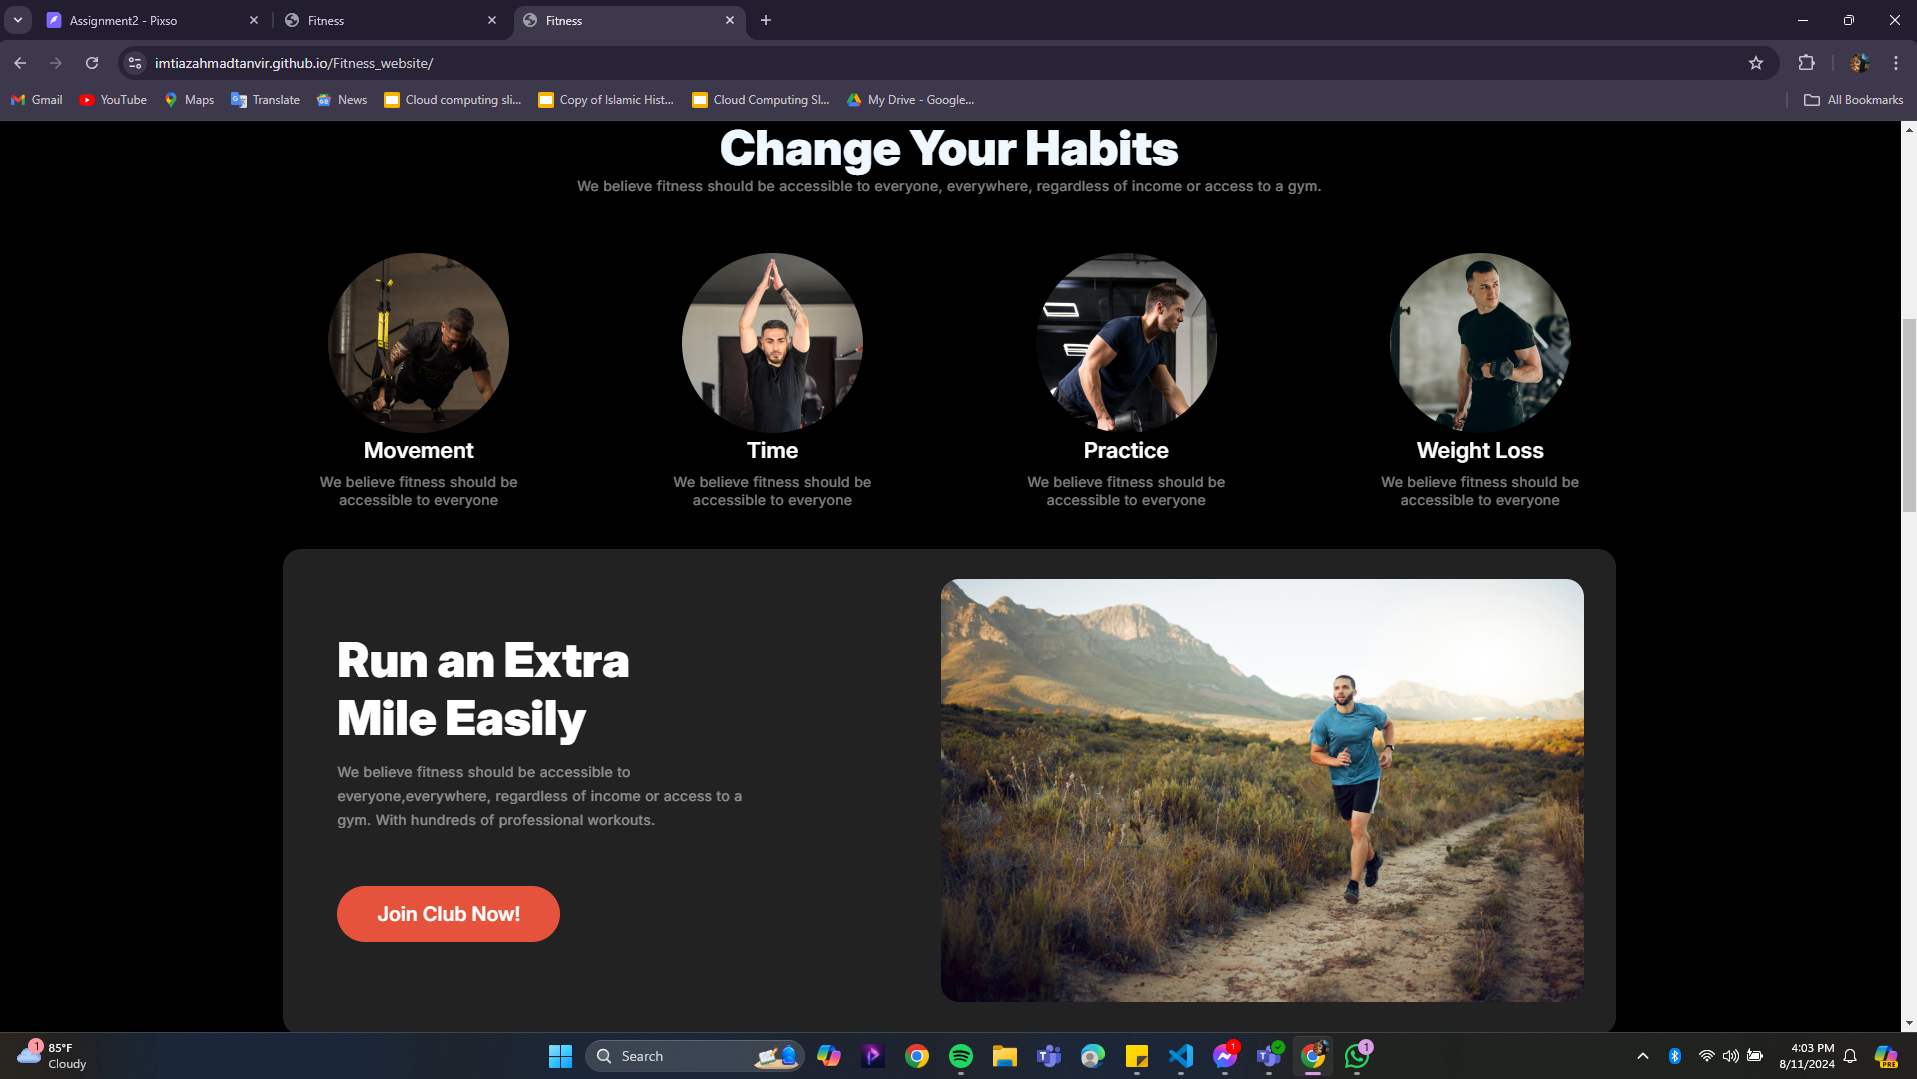 Assignment2 - Pixso
Fitness
Fitness
imtiazahmadtanvir.github.io/Fitness_website/
Gmail
YouTube
Maps
Translate
News
Cloud computing sli...
Copy of Islamic Hist...
Cloud Computing Sl...
My Drive - Google...
All Bookmarks
Change Your Habits
We believe fitness should be accessible to everyone, everywhere, regardless of income or access to a gym.
Movement
We believe fitness should be
accessible to everyone
Time
We believe fitness should be
accessible to everyone
Practice
We believe fitness should be
accessible to everyone
Weight Loss
We believe fitness should be
accessible to everyone
Run an Extra
Mile Easily
We believe fitness should be accessible to
everyone,everywhere, regardless of income or access to a
gym. With hundreds of professional workouts.
Join Club Now!
1
85°F
Cloudy
Search
1
1
4:03 PM
8/11/2024
PRE